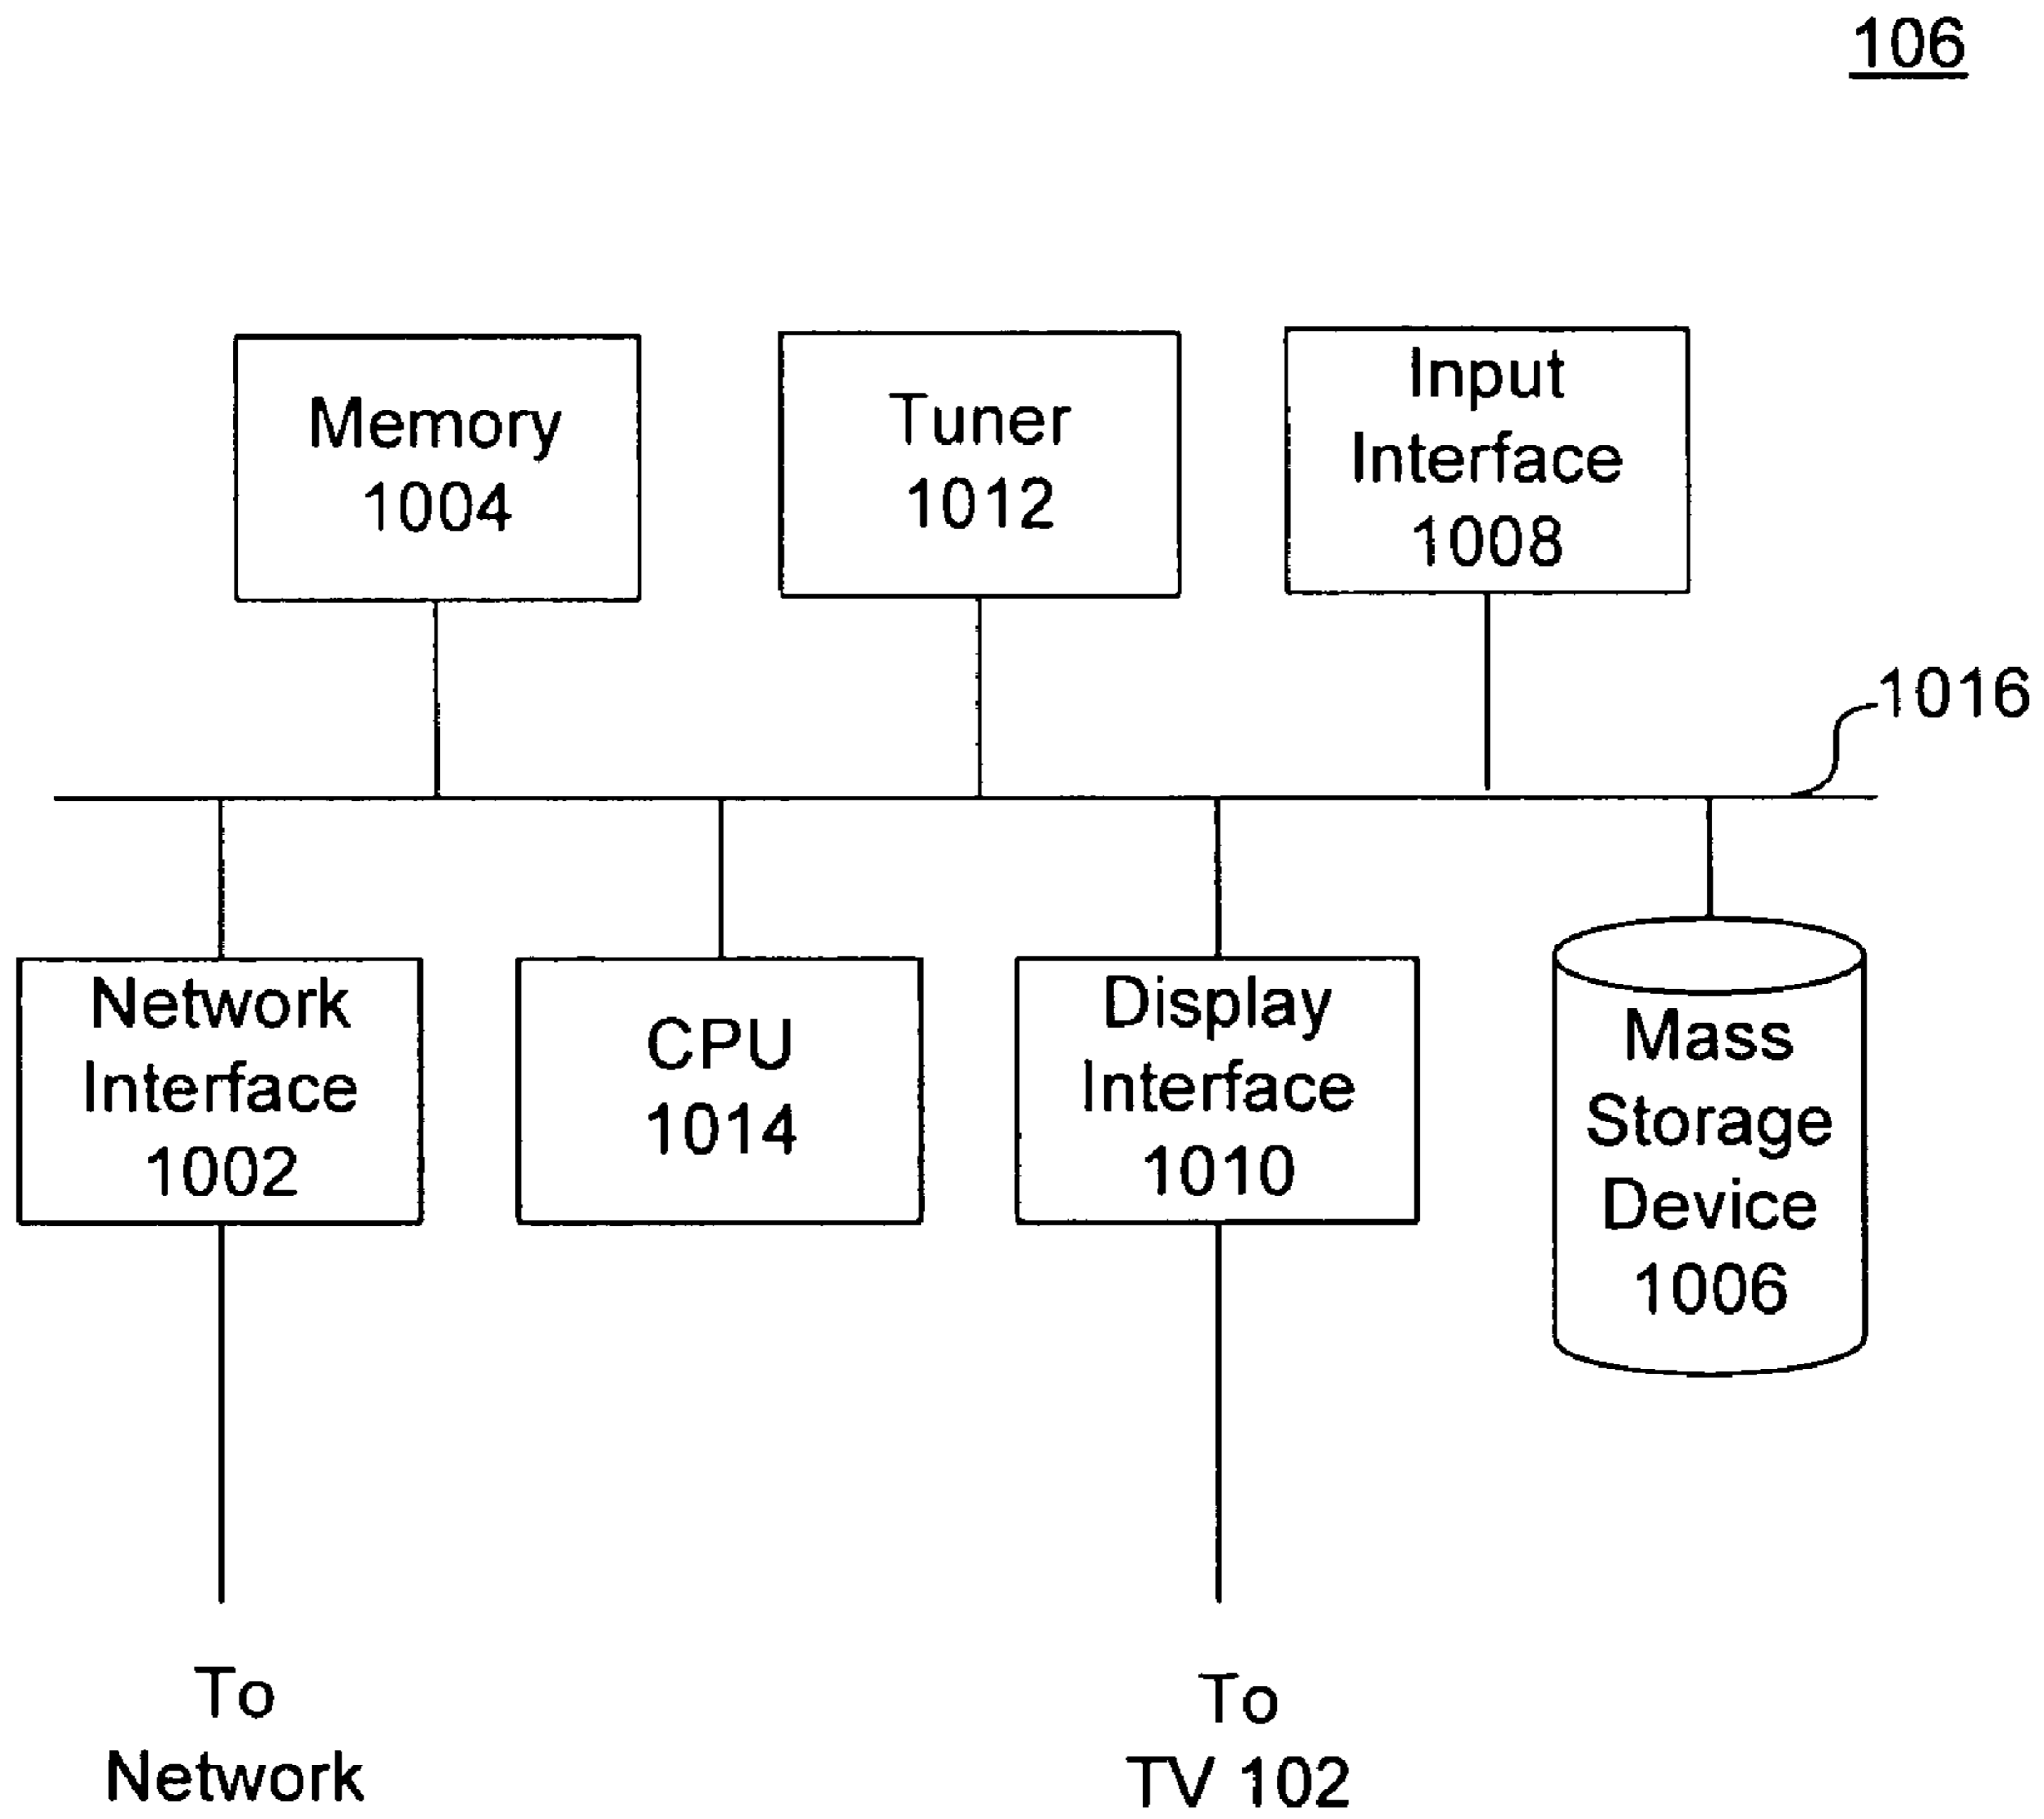 106
Memory
1004
Tuner
1012
Input
Interface
1008
1016
Network
Interface
1002
CPU
1014
Display
Interface
1010
Mass
Storage
Device
1006
To
Network
To
TV 102